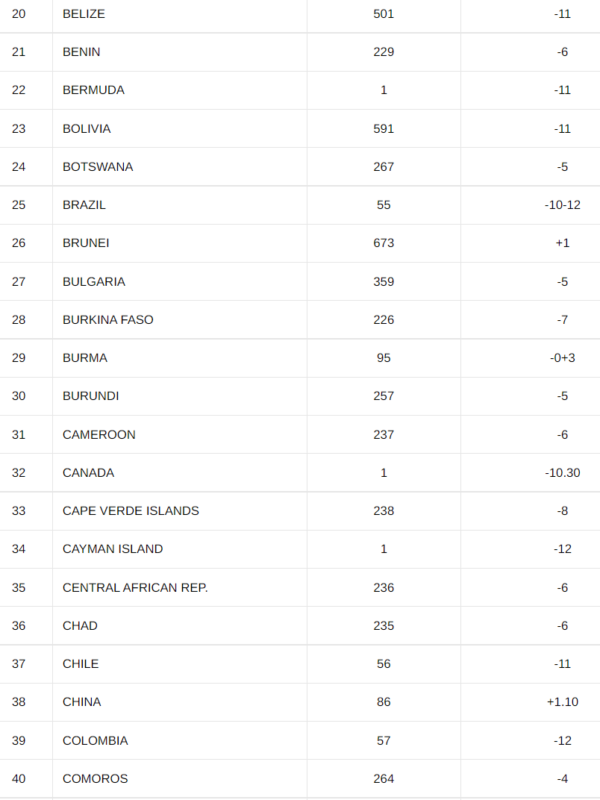 20 BELIZE 501 -11
21 BENIN 229 -6
22 BERMUDA 1 -11
23 BOLIVIA 591 -11
24 BOTSWANA 267 -5
25 BRAZIL 55 -10-12
26 BRUNEI 673 +1
27 BULGARIA 359 -5
28 BURKINA FASO 226 -7
29 BURMA 95 -0+3
30 BURUNDI 257 -5
31 CAMEROON 237 -6
32 CANADA 1 -10.30
33 CAPE VERDE ISLANDS 238 -8
34 CAYMAN ISLAND 1 -12
35 CENTRAL AFRICAN REP. 236 -6
36 CHAD 235 -6
37 CHILE 56 -11
38 CHINA 86 +1.10
39 COLOMBIA 57 -12
40 COMOROS 264 -4